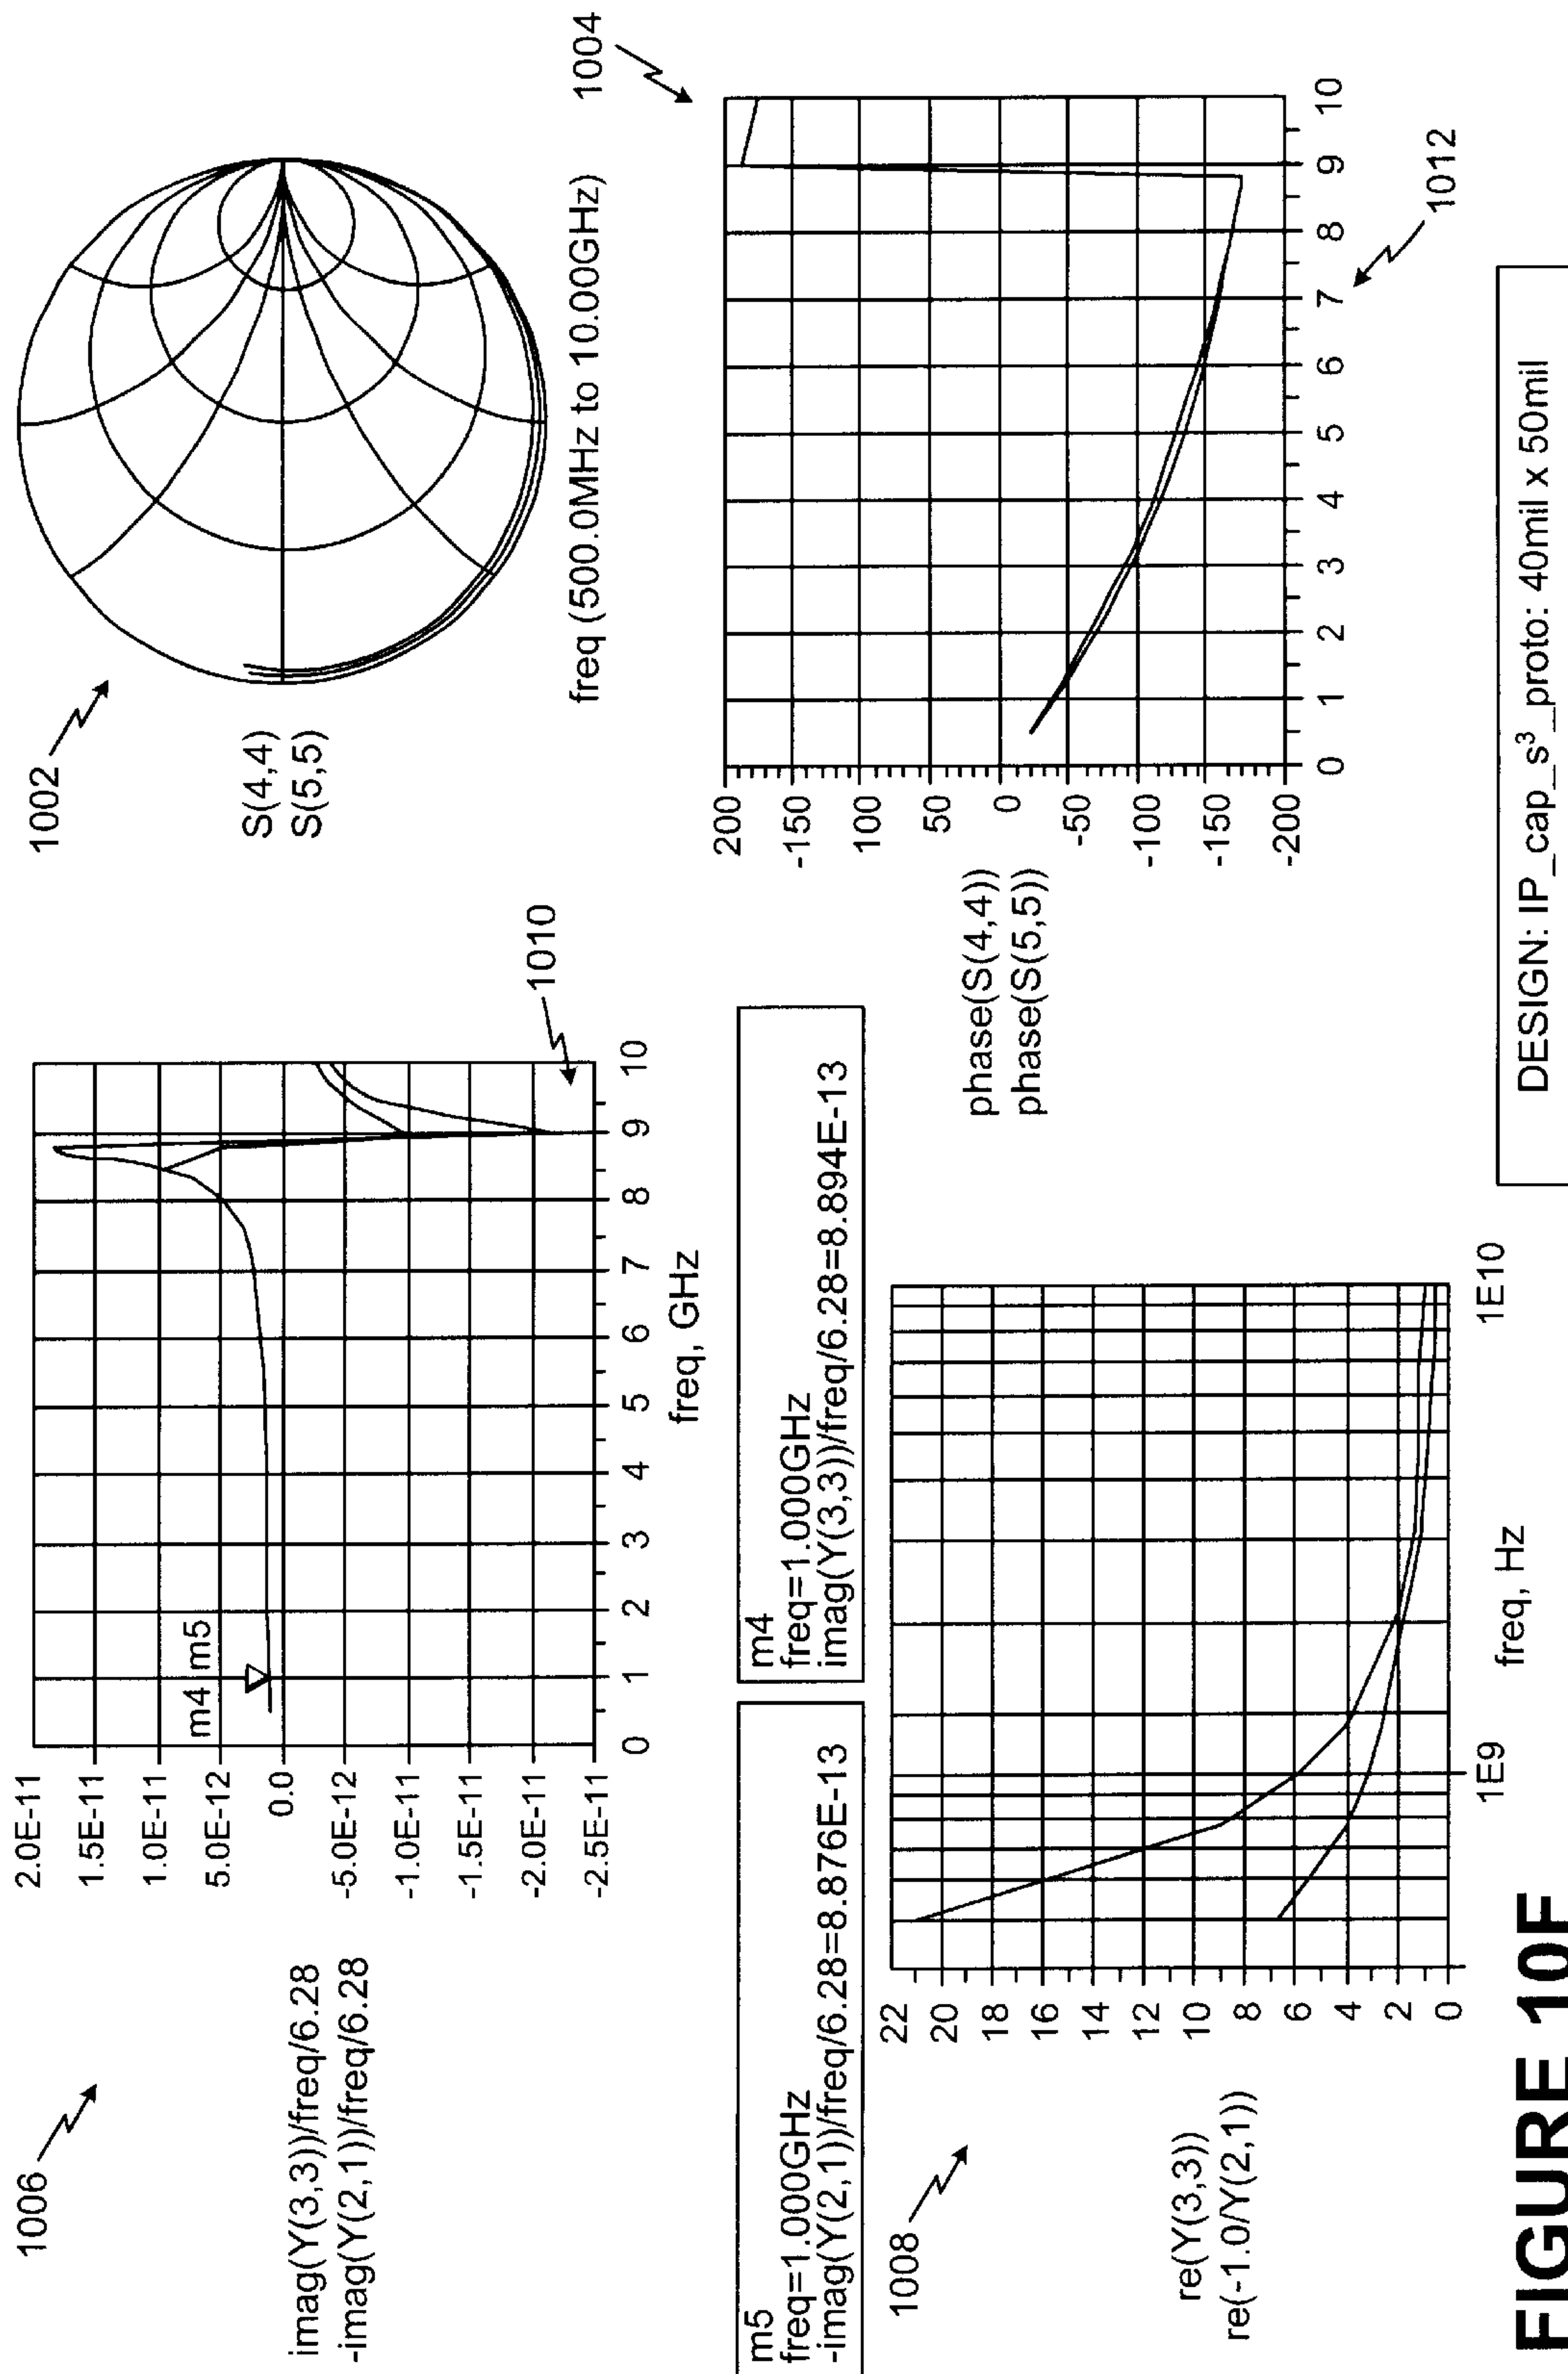 1006
imag(Y(3,3))/freq/6.28
-imag(Y(2,1))/freq/6.28
2.0E-11
1.5E-11
1.0E-11
5.0E-12
0.0
-5.0E-12
-1.0E-11
-1.5E-11
-2.0E-11
-2.5E-11
m4 m5
0 1 2 3 4 5 6 7 8 9 10
freq, GHz
1010
1002
S(4,4)
S(5,5)
freq (500.0MHz to 10.00GHz)
m5
freq=1.000GHz
-imag(Y(2,1))/freq/6.28=8.876E-13
m4
freq=1.000GHz
imag(Y(3,3))/freq/6.28=8.894E-13
1004
phase(S(4,4))
phase(S(5,5))
200
-150
100
50
0
-50
-100
-150
-200
0 1 2 3 4 5 6 7 8 9 10
1012
1008
re(Y(3,3))
re(-1.0/Y(2,1))
22
20
18
16
14
12
10
8
6
4
2
0
1E9 1E10
freq, Hz
DESIGN: IP_cap_s³_proto: 40mil x 50mil
FIGURE 10F